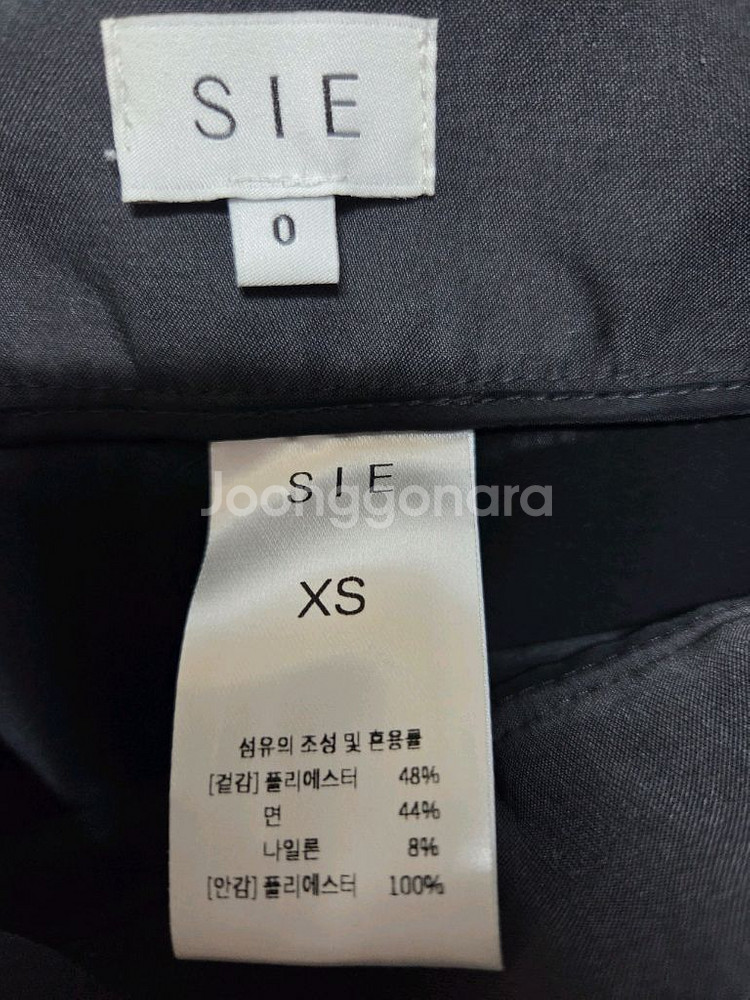 SIE
0
SIE
Joonggonara
XS
섬유의 조성 및 혼용률
[겉감] 폴리에스터 48%
면 44%
나일론 8%
[안감] 폴리에스터 100%